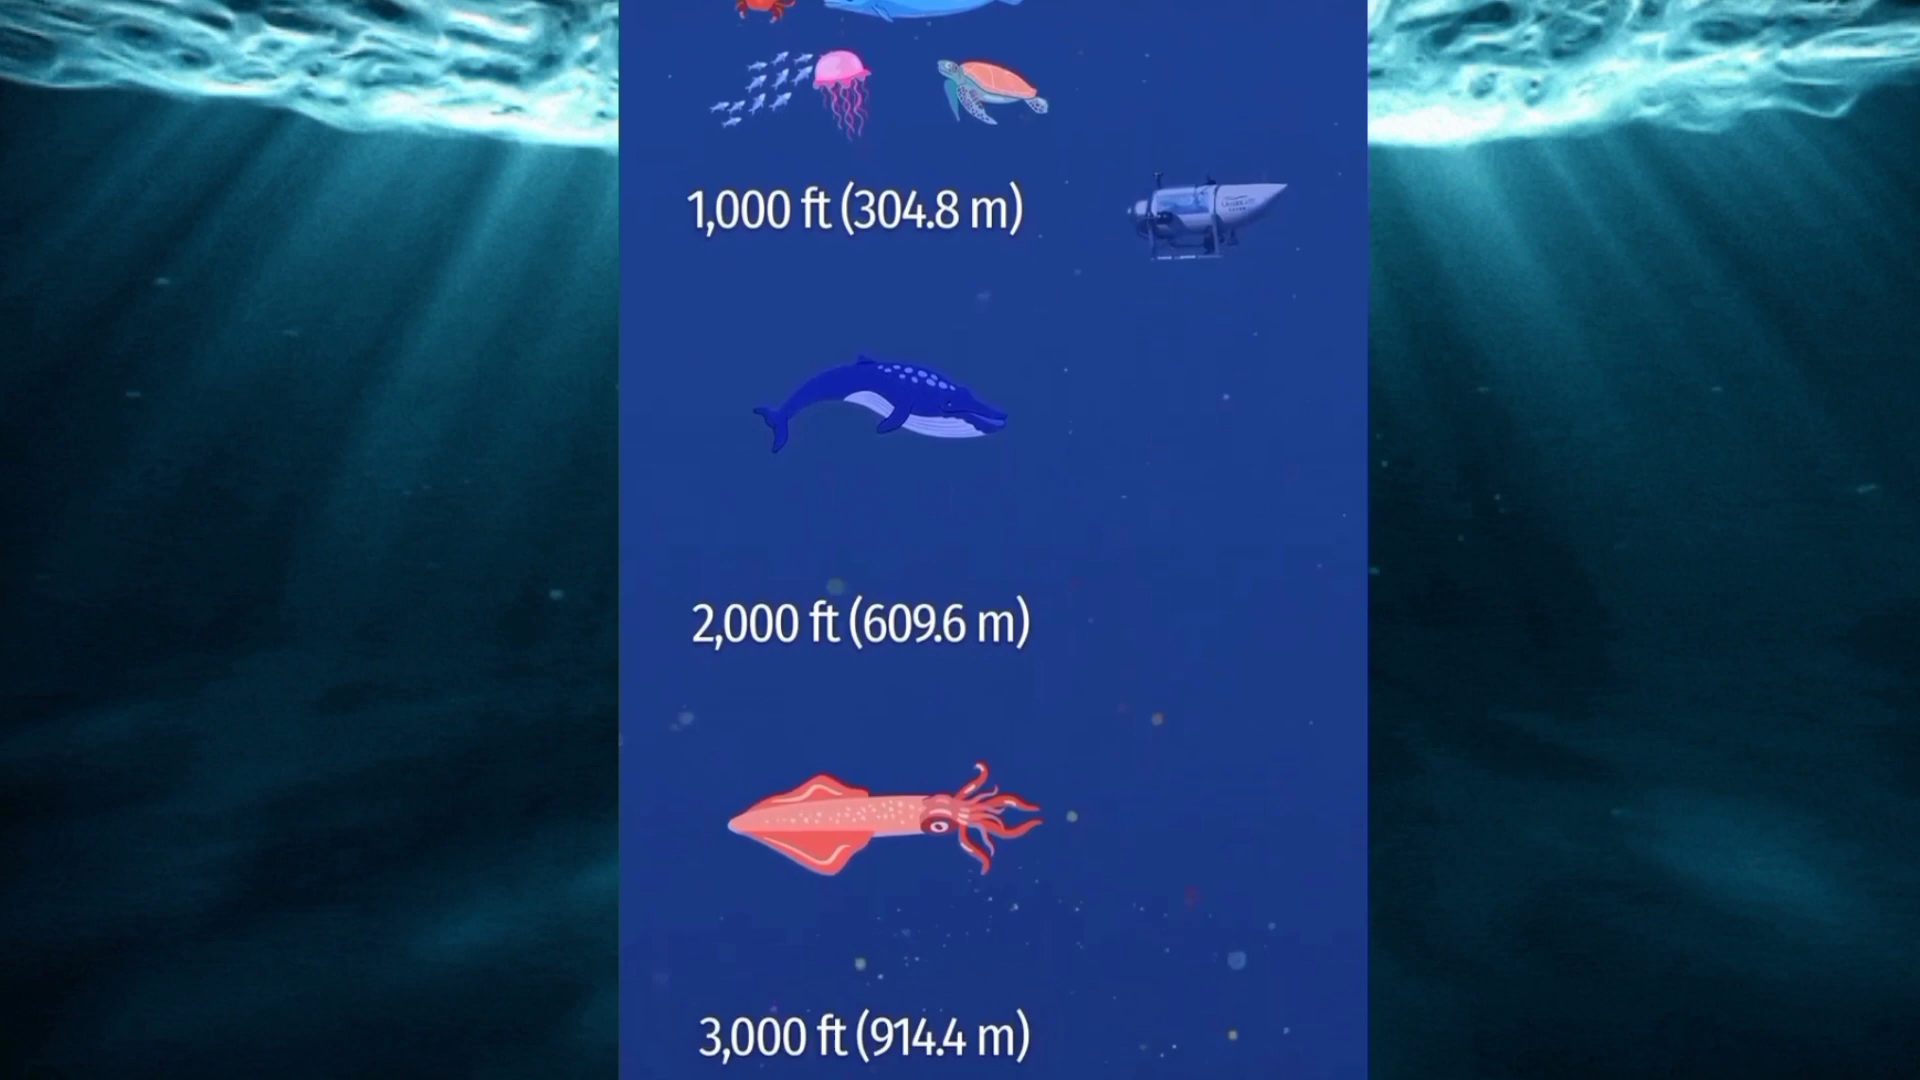 1,000 ft (304.8 m)
2,000 ft (609.6 m)
3,000 ft (914.4 m)